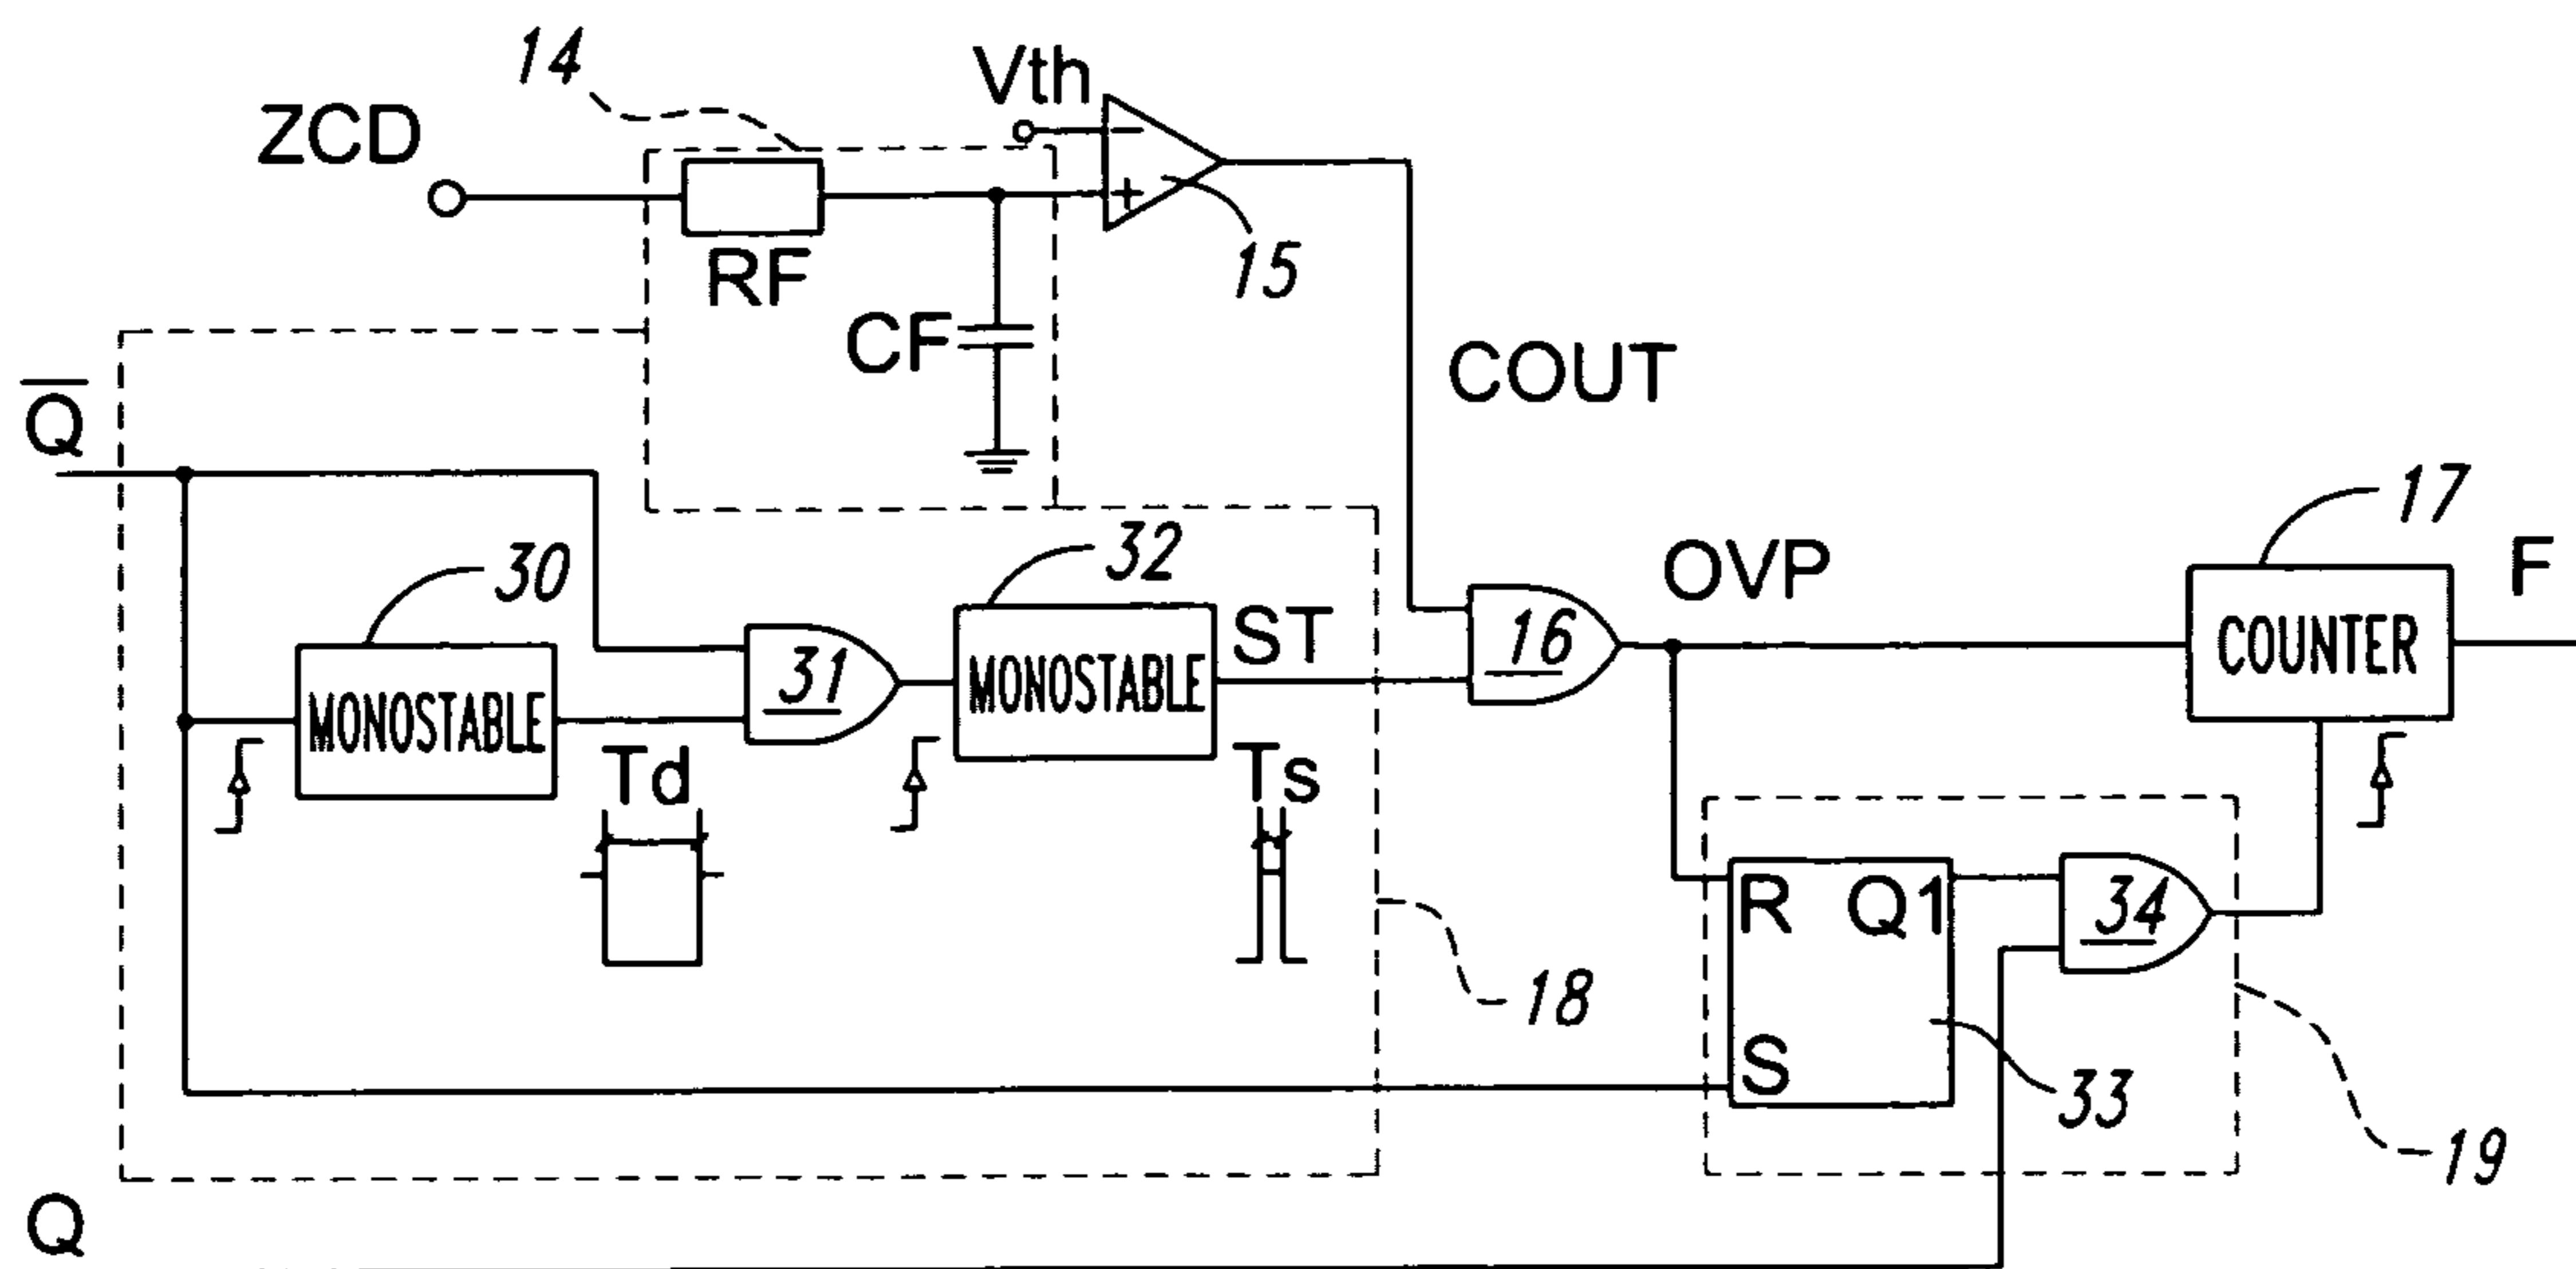 14
Vth
ZCD
−
+
15
RF
CF
COUT
Q̅
17
30
32
OVP
F
ST
16
COUNTER
31
MONOSTABLE
MONOSTABLE
Td
Ts
R
Q1
34
18
S
33
19
Q